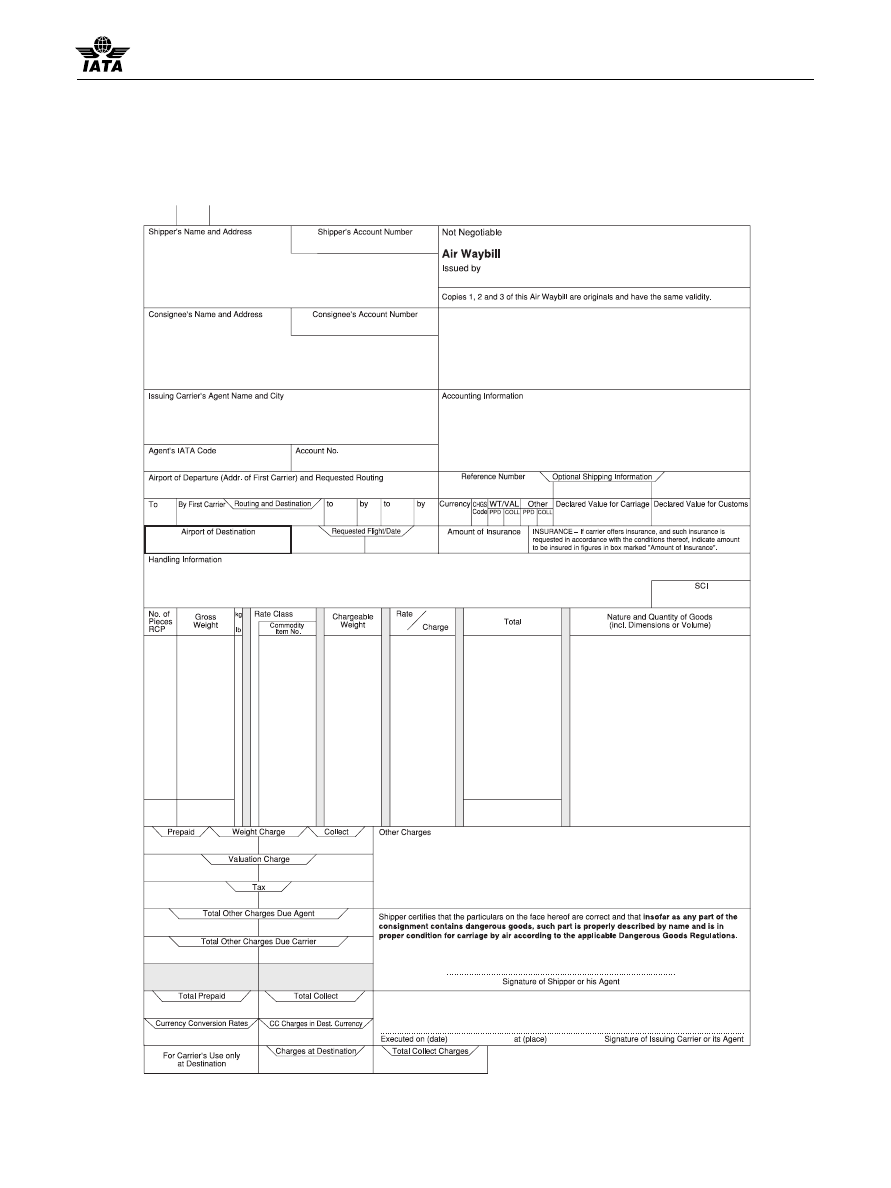 IATA
Shipper's Name and Address
Shipper's Account Number
Not Negotiable
Air Waybill
Issued by
Copies 1, 2 and 3 of this Air Waybill are originals and have the same validity.
Consignee's Name and Address
Consignee's Account Number
Issuing Carrier's Agent Name and City
Accounting Information
Agent's IATA Code
Account No.
Airport of Departure (Addr. of First Carrier) and Requested Routing
Reference Number
Optional Shipping Information
To
By First Carrier
Routing and Destination
to
by
to
by
Currency
CHGS
Code
WT/VAL
PPD
COLL
Other
PPD
COLL
Declared Value for Carriage
Declared Value for Customs
Airport of Destination
Requested Flight/Date
Amount of Insurance
INSURANCE – If carrier offers insurance, and such insurance is
requested in accordance with the conditions thereof, indicate amount
to be insured in figures in box marked "Amount of Insurance".
Handling Information
SCI
No. of
Pieces
RCP
Gross
Weight
kg
lb
Rate Class
Commodity
Item No.
Chargeable
Weight
Rate
Charge
Total
Nature and Quantity of Goods
(incl. Dimensions or Volume)
Prepaid
Weight Charge
Collect
Other Charges
Valuation Charge
Tax
Total Other Charges Due Agent
Shipper certifies that the particulars on the face hereof are correct and that insofar as any part of the
consignment contains dangerous goods, such part is properly described by name and is in
proper condition for carriage by air according to the applicable Dangerous Goods Regulations.
Total Other Charges Due Carrier
Signature of Shipper or his Agent
Total Prepaid
Total Collect
Currency Conversion Rates
CC Charges in Dest. Currency
Executed on (date)
at (place)
Signature of Issuing Carrier or its Agent
For Carrier's Use only
at Destination
Charges at Destination
Total Collect Charges